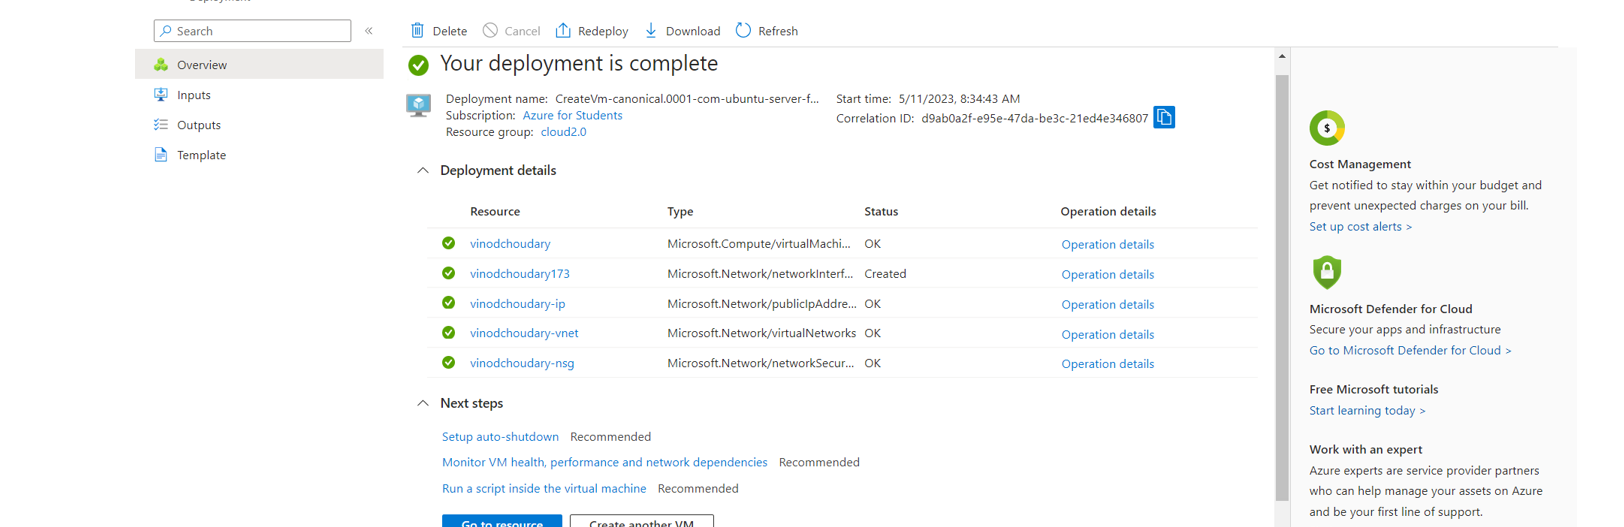 Deployment
Search
«
Delete
Cancel
Redeploy
Download
Refresh
Overview
Inputs
Outputs
Template
Your deployment is complete
Deployment name: CreateVm-canonical.0001-com-ubuntu-server-f...
Subscription: Azure for Students
Resource group: cloud2.0
Start time: 5/11/2023, 8:34:43 AM
Correlation ID: d9ab0a2f-e95e-47da-be3c-21ed4e346807
Deployment details
Resource Type Status Operation details
vinodchoudary Microsoft.Compute/virtualMachi... OK Operation details
vinodchoudary173 Microsoft.Network/networkInterf... Created Operation details
vinodchoudary-ip Microsoft.Network/publicIpAddre... OK Operation details
vinodchoudary-vnet Microsoft.Network/virtualNetworks OK Operation details
vinodchoudary-nsg Microsoft.Network/networkSecur... OK Operation details
Next steps
Setup auto-shutdown Recommended
Monitor VM health, performance and network dependencies Recommended
Run a script inside the virtual machine Recommended
Go to resource
Create another VM
Cost Management
Get notified to stay within your budget and
prevent unexpected charges on your bill.
Set up cost alerts >
Microsoft Defender for Cloud
Secure your apps and infrastructure
Go to Microsoft Defender for Cloud >
Free Microsoft tutorials
Start learning today >
Work with an expert
Azure experts are service provider partners
who can help manage your assets on Azure
and be your first line of support.